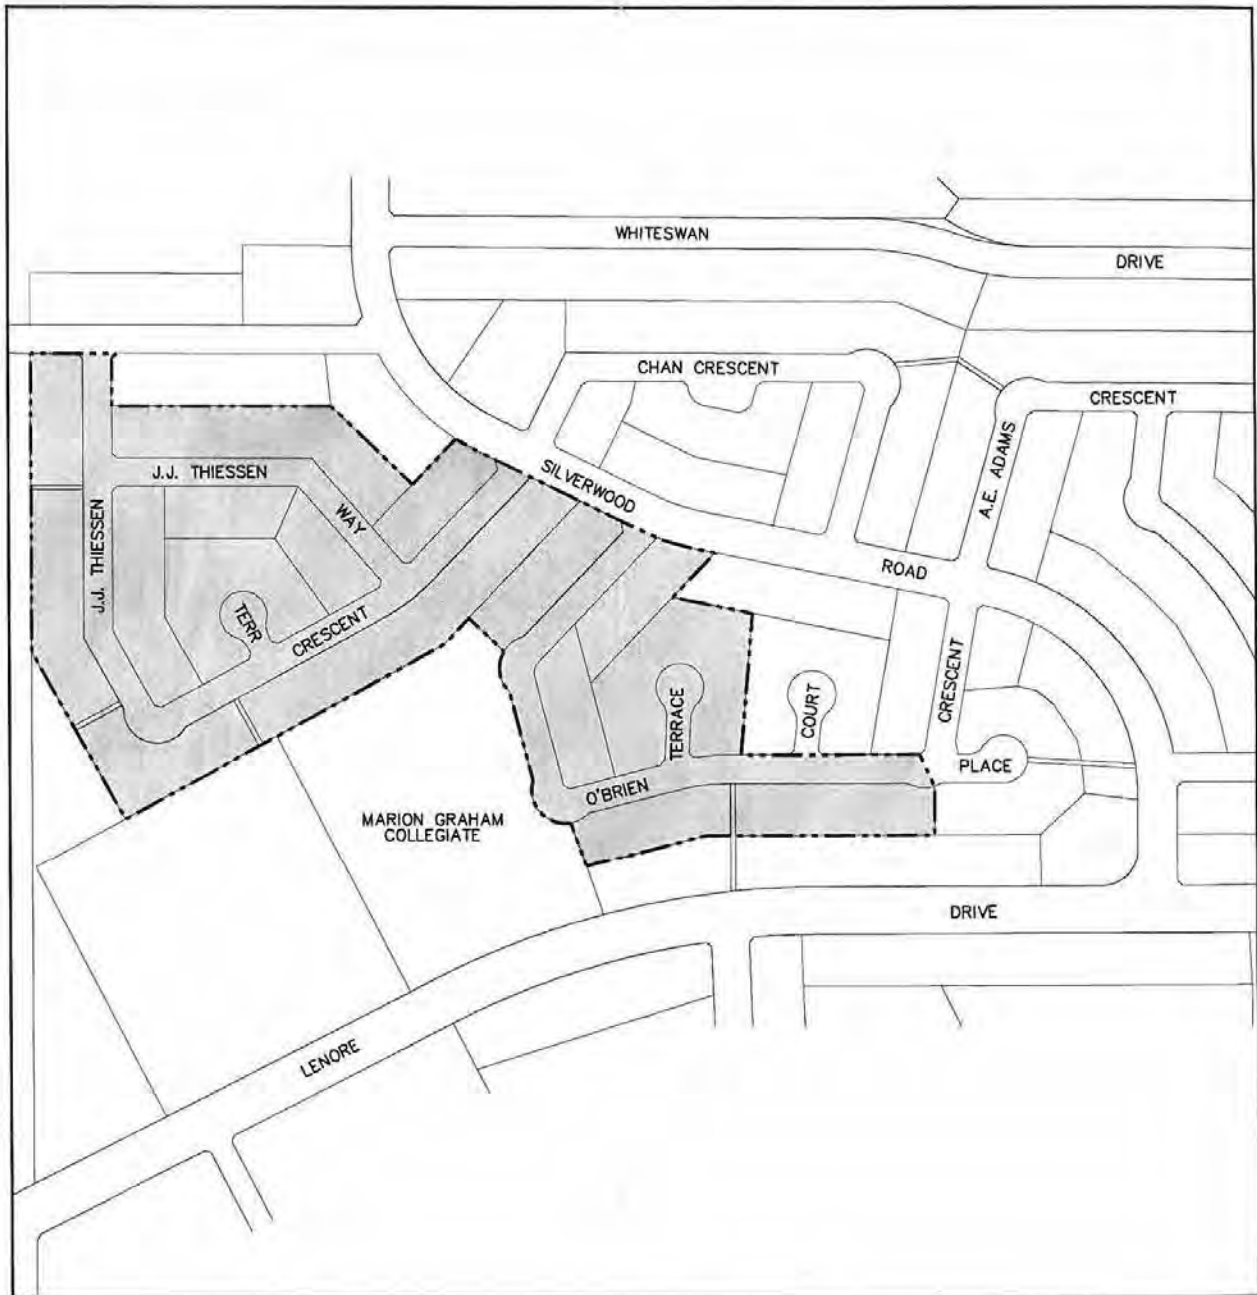 WHITESWAN
DRIVE
CHAN CRESCENT
CRESCENT
A.E. ADAMS
SILVERWOOD
J.J. THIESSEN
WAY
J.J. THIESSEN
ROAD
TERR
CRESCENT
CRESCENT
TERRACE
COURT
PLACE
O'BRIEN
MARION GRAHAM
COLLEGIATE
DRIVE
LENORE